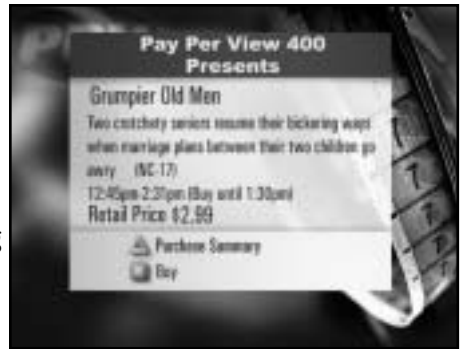 Pay Per View 400
Presents
Grumpier Old Men
Two crotchety seniors resume their bickering ways
when marriage plans between their two children go
awry (NC-17)
12:45pm-2:31pm (Buy until 1:30pm)
Retail Price $2.99
Purchase Summary
Buy